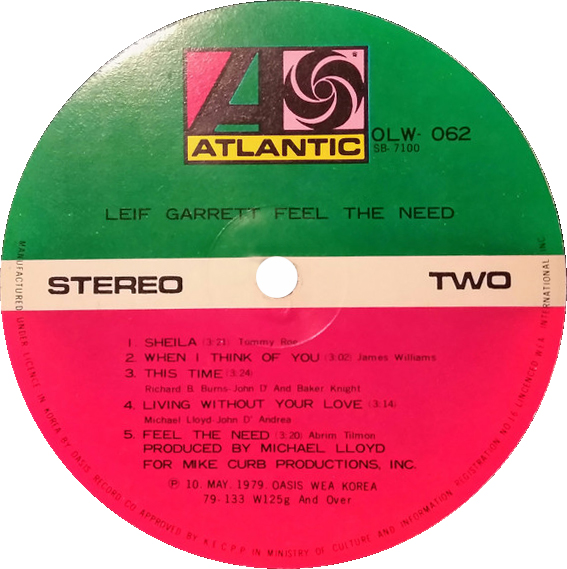 ATLANTIC
OLW- 062
SB- 7100
LEIF GARRETT FEEL THE NEED
STEREO
TWO
1. SHEILA (3:21) Tommy Roe
2. WHEN I THINK OF YOU (3:02) James Williams
3. THIS TIME (3:24)
Richard B Burns-John D' And Baker Knight
4. LIVING WITHOUT YOUR LOVE (3:14)
Michael Lloyd-John D' Andrea
5. FEEL THE NEED (3:20) Abrim Tilmon
PRODUCED BY MICHAEL LLOYD
FOR MIKE CURB PRODUCTIONS, INC.
℗ 10. MAY. 1979. OASIS WEA KOREA
79-133 W125g And Over
MANUFACTURED UNDER LICENCE IN KOREA BY OASIS RECORD CO APPROVED BY K.E.C.P.P IN MINISTRY OF CULTURE AND INFORMATION REGISTRATION NO.16 LINCENCED W.E.A. INTERNATIONAL INC